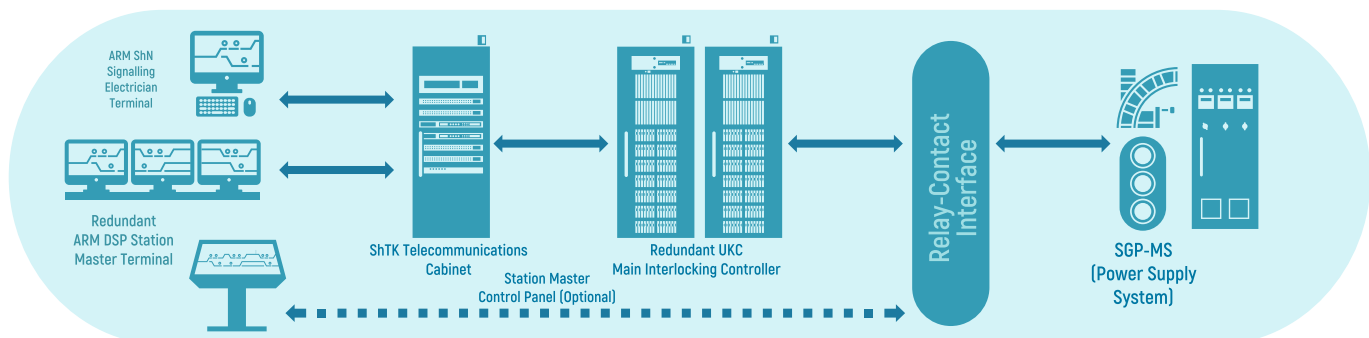 ARM ShN
Signalling
Electrician
Terminal
Redundant
ARM DSP Station
Master Terminal
ShTK Telecommunications
Cabinet
Station Master
Control Panel (Optional)
Redundant UKC
Main Interlocking Controller
Relay-Contact
Interface
SGP-MS
(Power Supply
System)